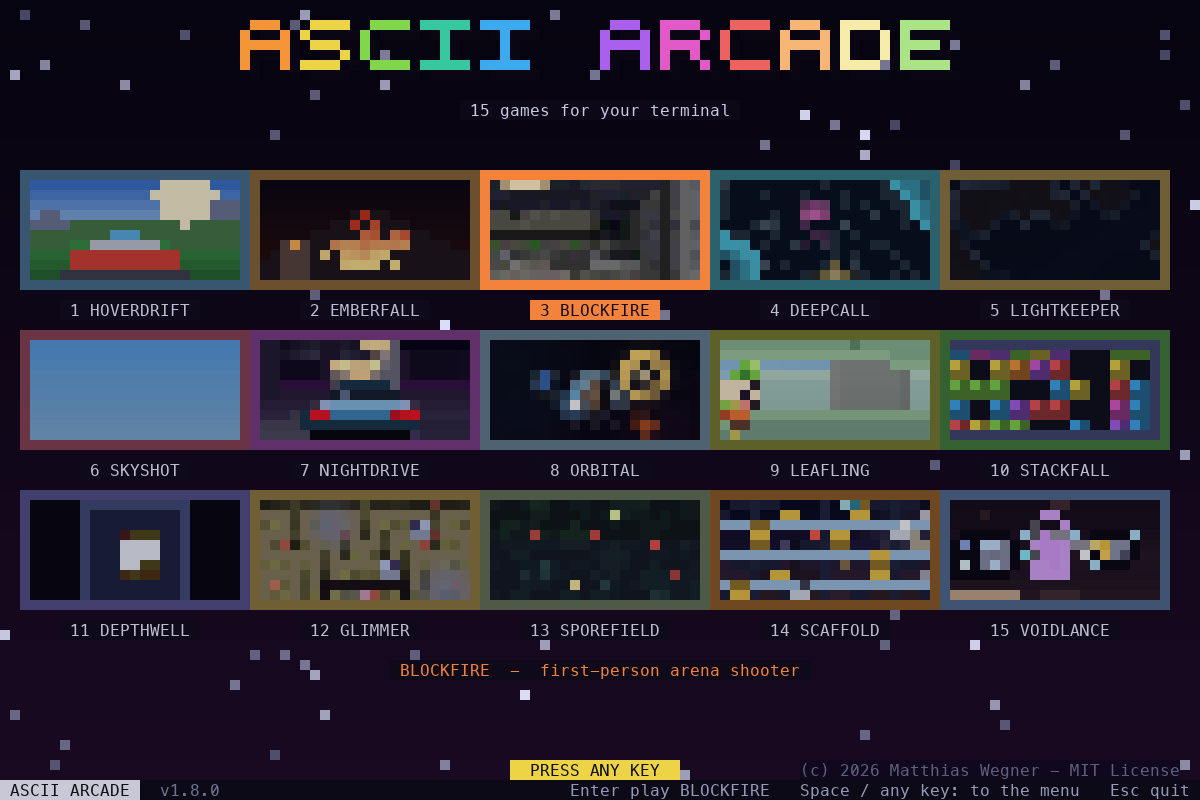 ASCII ARCADE
15 games for your terminal
1 HOVERDRIFT 2 EMBERFALL 3 BLOCKFIRE 4 DEEPCALL 5 LIGHTKEEPER
6 SKYSHOT 7 NIGHTDRIVE 8 ORBITAL 9 LEAFLING 10 STACKFALL
11 DEPTHWELL 12 GLIMMER 13 SPOREFIELD 14 SCAFFOLD 15 VOIDLANCE
BLOCKFIRE — first-person arena shooter
PRESS ANY KEY (c) 2026 Matthias Wegner — MIT License
ASCII ARCADE v1.8.0 Enter play BLOCKFIRE Space / any key: to the menu Esc quit